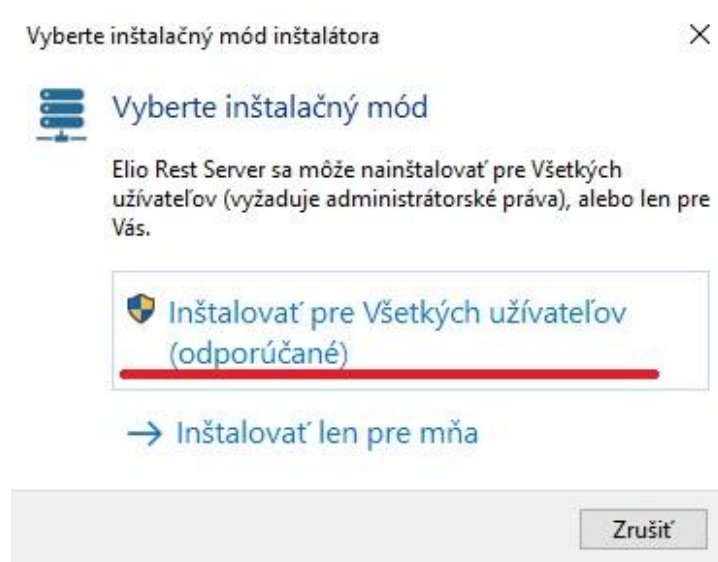 Vyberte inštalačný mód inštalátora
Vyberte inštalačný mód
Elio Rest Server sa môže nainštalovať pre Všetkých
užívateľov (vyžaduje administrátorské práva), alebo len pre
Vás.
Inštalovať pre Všetkých užívateľov
(odporúčané)
Inštalovať len pre mňa
Zrušiť